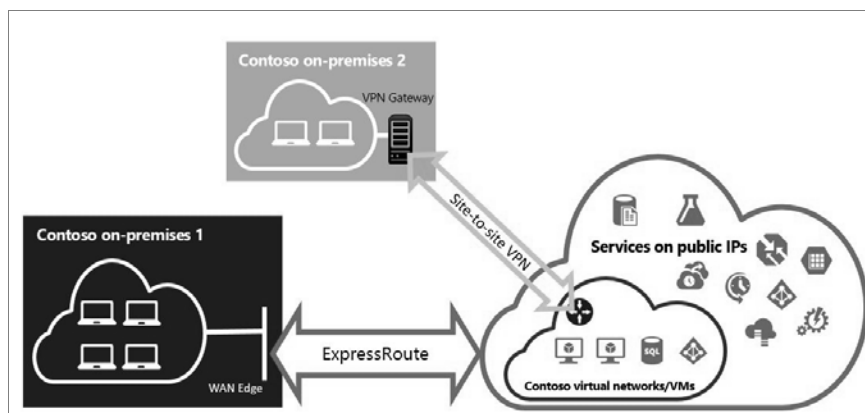 Contoso on-premises 2
VPN Gateway
Site-to-site VPN
Contoso on-premises 1
WAN Edge
ExpressRoute
Services on public IPs
SQL
Contoso virtual networks/VMs